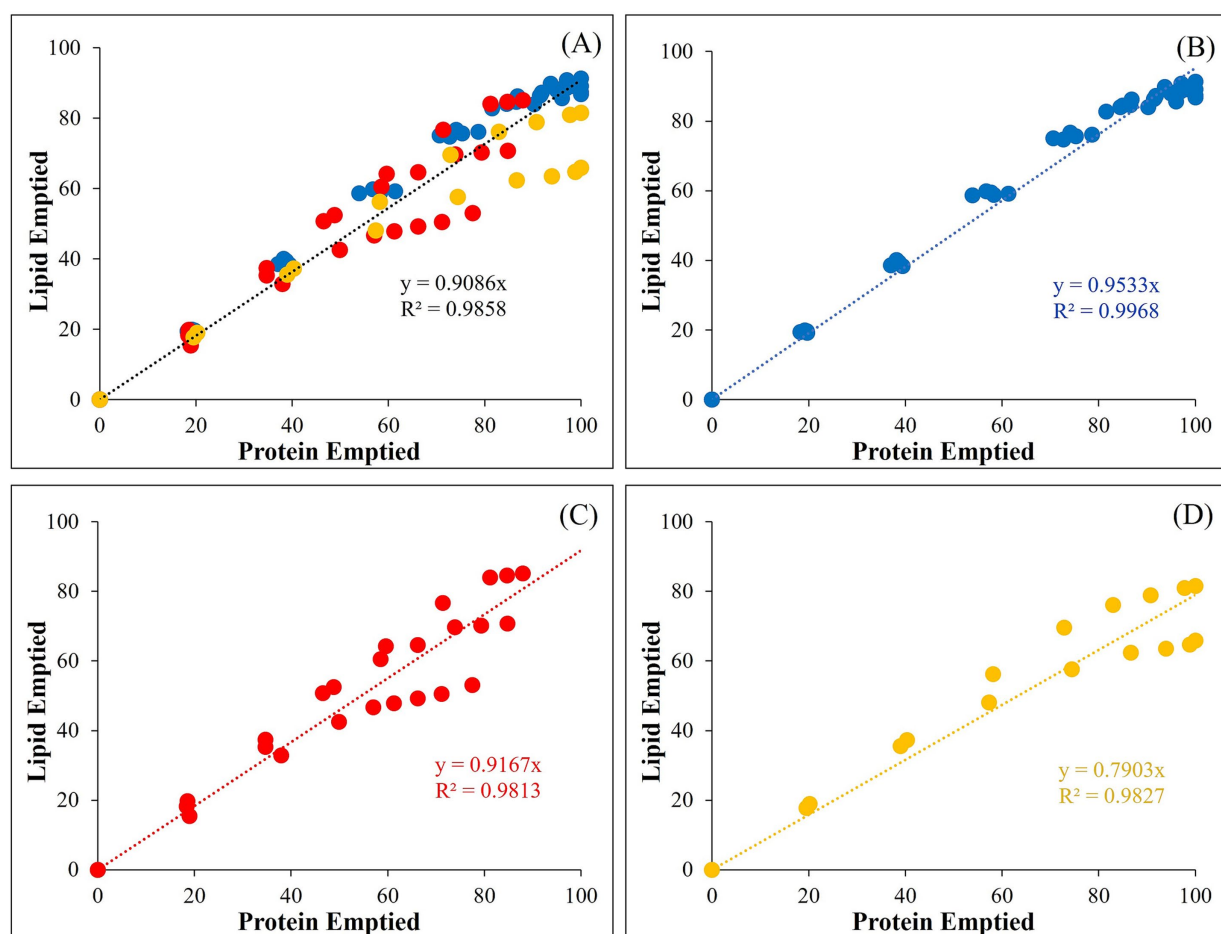 (A)
100
80
60
40
20
0
Lipid Emptied
y = 0.9086x
R² = 0.9858
0 20 40 60 80 100
Protein Emptied
(B)
100
80
60
40
20
0
Lipid Emptied
y = 0.9533x
R² = 0.9968
0 20 40 60 80 100
Protein Emptied
(C)
100
80
60
40
20
0
Lipid Emptied
y = 0.9167x
R² = 0.9813
0 20 40 60 80 100
Protein Emptied
(D)
100
80
60
40
20
0
Lipid Emptied
y = 0.7903x
R² = 0.9827
0 20 40 60 80 100
Protein Emptied